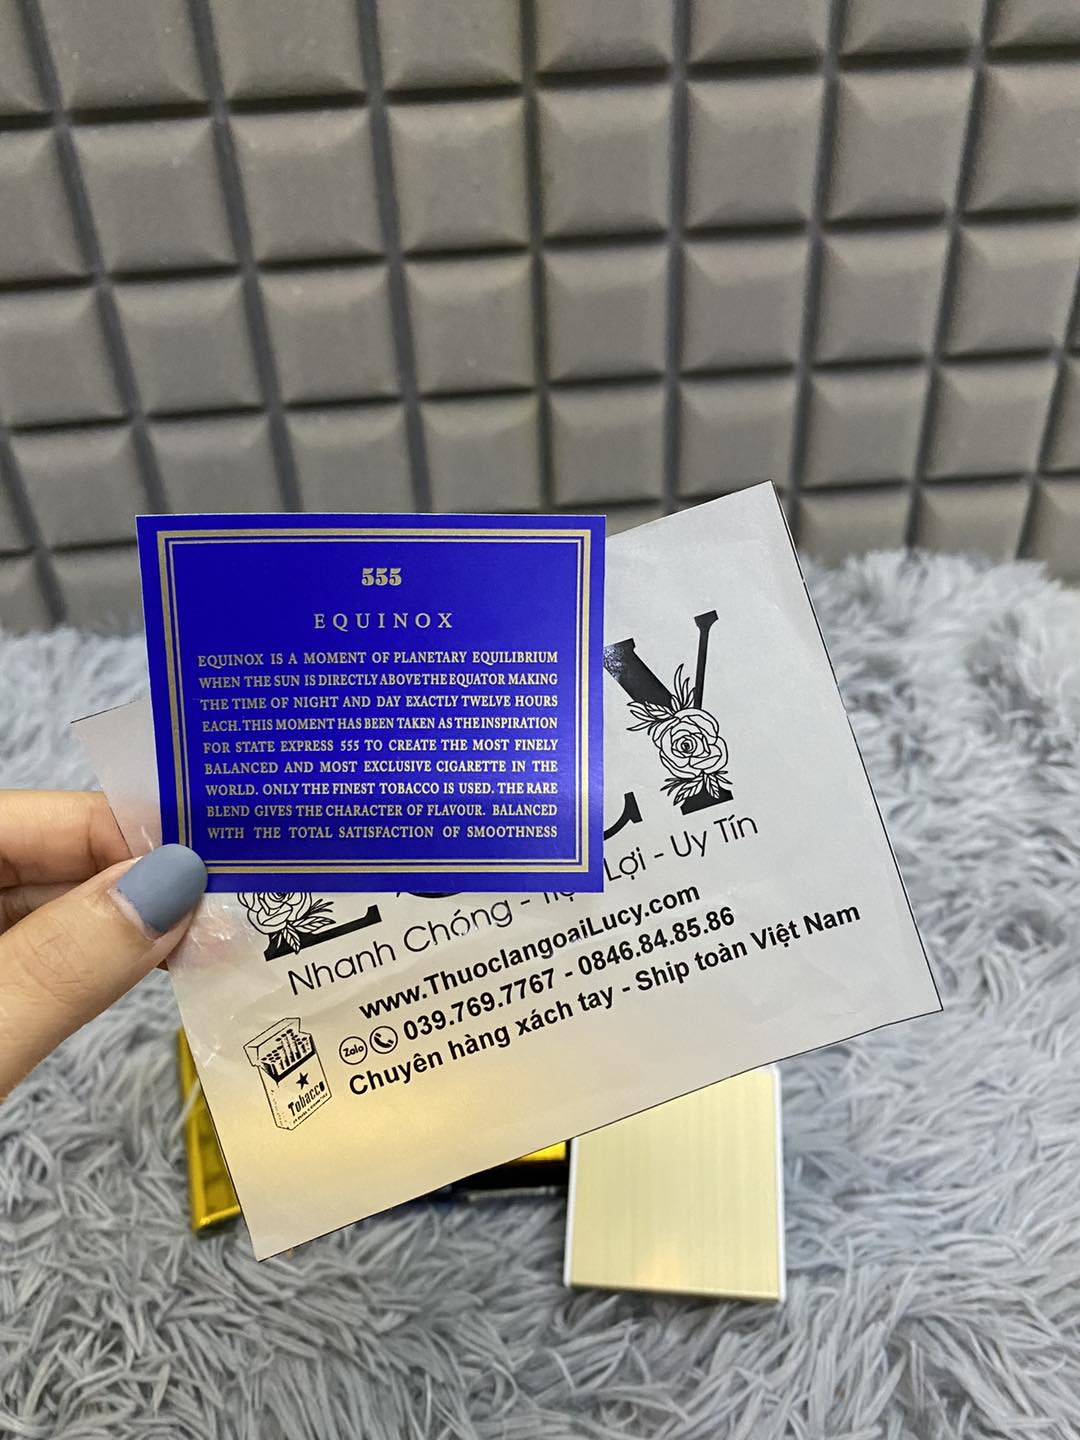 555
EQUINOX
EQUINOX IS A MOMENT OF PLANETARY EQUILIBRIUM
WHEN THE SUN IS DIRECTLY ABOVE THE EQUATOR MAKING
THE TIME OF NIGHT AND DAY EXACTLY TWELVE HOURS
EACH. THIS MOMENT HAS BEEN TAKEN AS THE INSPIRATION
FOR STATE EXPRESS 555 TO CREATE THE MOST FINELY
BALANCED AND MOST EXCLUSIVE CIGARETTE IN THE
WORLD. ONLY THE FINEST TOBACCO IS USED. THE RARE
BLEND GIVES THE CHARACTER OF FLAVOUR. BALANCED
WITH THE TOTAL SATISFACTION OF SMOOTHNESS
Nhanh Chóng - Lợi - Uy Tín
www.ThuoclangoaiLucy.com
Zalo 039.769.7767 - 0846.84.85.86
Chuyên hàng xách tay - Ship toàn Việt Nam
Tobacco